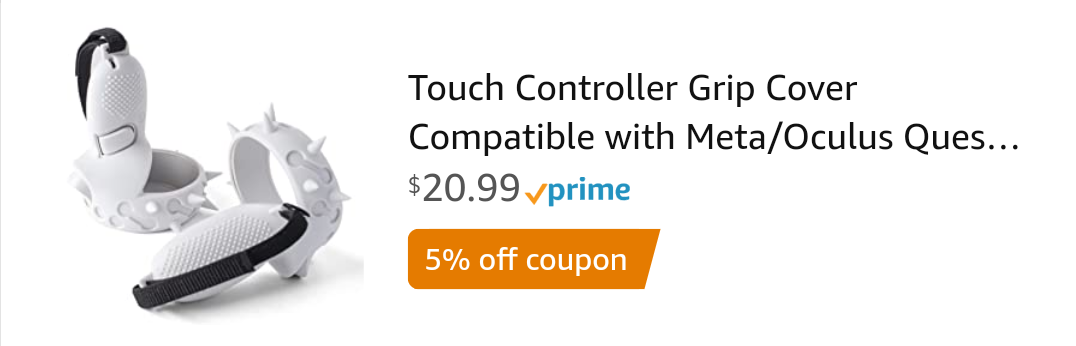 Touch Controller Grip Cover
Compatible with Meta/Oculus Ques...
$20.99 prime
5% off coupon